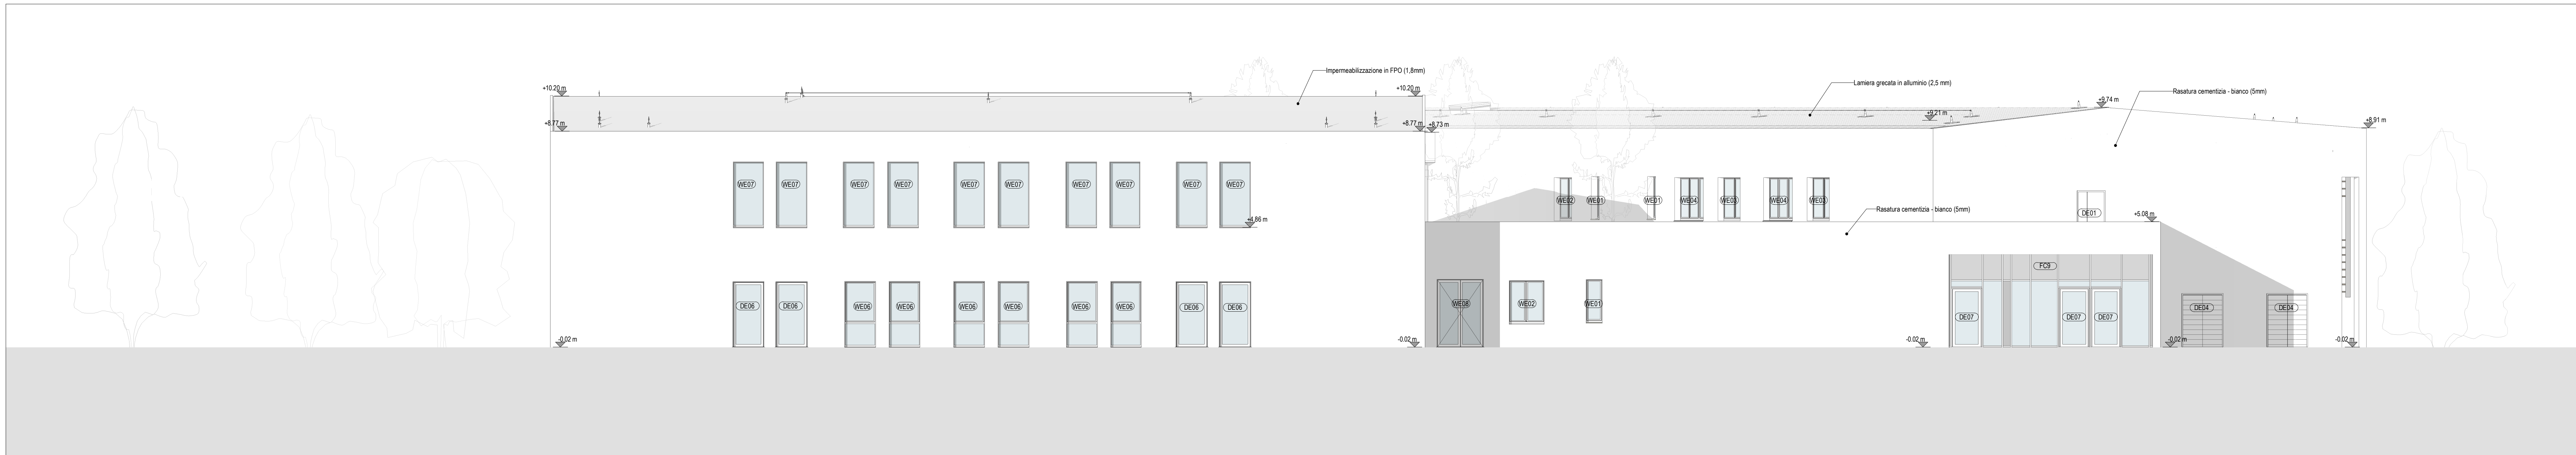 Impermeabilizzazione in FPO (1,8mm)
Lamiera grecata in alluminio (2,5 mm)
Rasatura cementizia - bianco (5mm)
+10.20 m
+10.20 m
+9.74 m
+9.21 m
+8.77 m
+8.77 m
+8.73 m
+8.91 m
WE07
WE07
WE07
WE07
WE07
WE07
WE07
WE07
WE07
WE07
WE02
WE01
WE01
WE04
WE03
WE04
WE03
Rasatura cementizia - bianco (5mm)
DE01
+4.86 m
+5.08 m
FC9
DE06
DE06
WE06
WE06
WE06
WE06
WE06
WE06
DE06
DE06
WE08
WE02
WE01
DE07
DE07
DE07
DE04
DE04
-0.02 m
-0.02 m
-0.02 m
-0.02 m
-0.02 m